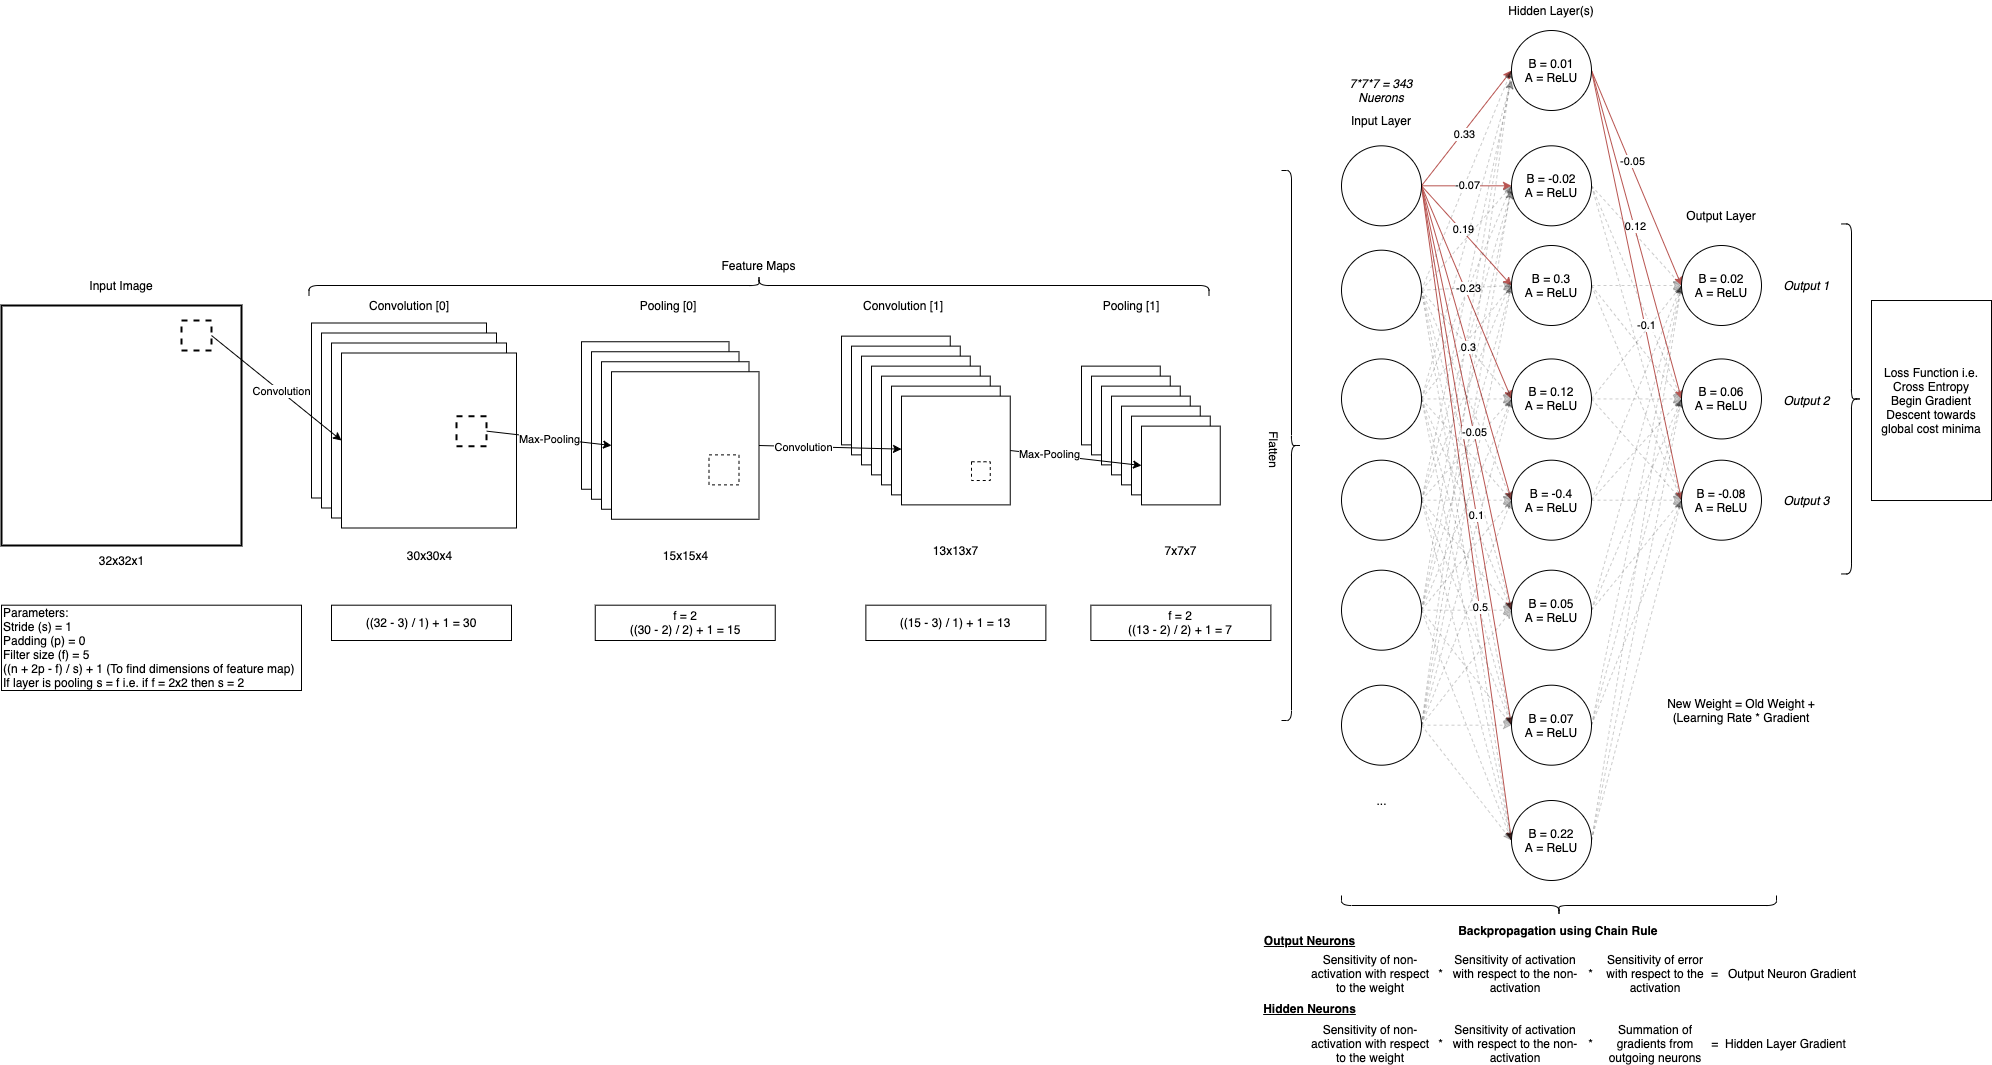 Hidden Layer(s)
7*7*7 = 343
Nuerons
Input Layer
B = 0.01
A = ReLU
0.33
-0.05
B = -0.02
A = ReLU
-0.07
0.19
0.12
Output Layer
Feature Maps
Input Image
Convolution [0]
Pooling [0]
Convolution [1]
Pooling [1]
-0.23
B = 0.3
A = ReLU
B = 0.02
A = ReLU
Output 1
-0.1
0.3
Convolution
B = 0.12
A = ReLU
B = 0.06
A = ReLU
Output 2
Loss Function i.e.
Cross Entropy
Begin Gradient
Descent towards
global cost minima
Max-Pooling
Convolution
Max-Pooling
Flatten
-0.05
B = -0.4
A = ReLU
B = -0.08
A = ReLU
Output 3
0.1
32x32x1
30x30x4
15x15x4
13x13x7
7x7x7
0.5
B = 0.05
A = ReLU
Parameters:
Stride (s) = 1
Padding (p) = 0
Filter size (f) = 5
((n + 2p - f) / s) + 1 (To find dimensions of feature map)
If layer is pooling s = f i.e. if f = 2x2 then s = 2
((32 - 3) / 1) + 1 = 30
f = 2
((30 - 2) / 2) + 1 = 15
((15 - 3) / 1) + 1 = 13
f = 2
((13 - 2) / 2) + 1 = 7
B = 0.07
A = ReLU
New Weight = Old Weight +
(Learning Rate * Gradient
...
B = 0.22
A = ReLU
Backpropagation using Chain Rule
Output Neurons
Sensitivity of non-
activation with respect
to the weight
*
Sensitivity of activation
with respect to the non-
activation
*
Sensitivity of error
with respect to the
activation
= Output Neuron Gradient
Hidden Neurons
Sensitivity of non-
activation with respect
to the weight
*
Sensitivity of activation
with respect to the non-
activation
*
Summation of
gradients from
outgoing neurons
= Hidden Layer Gradient